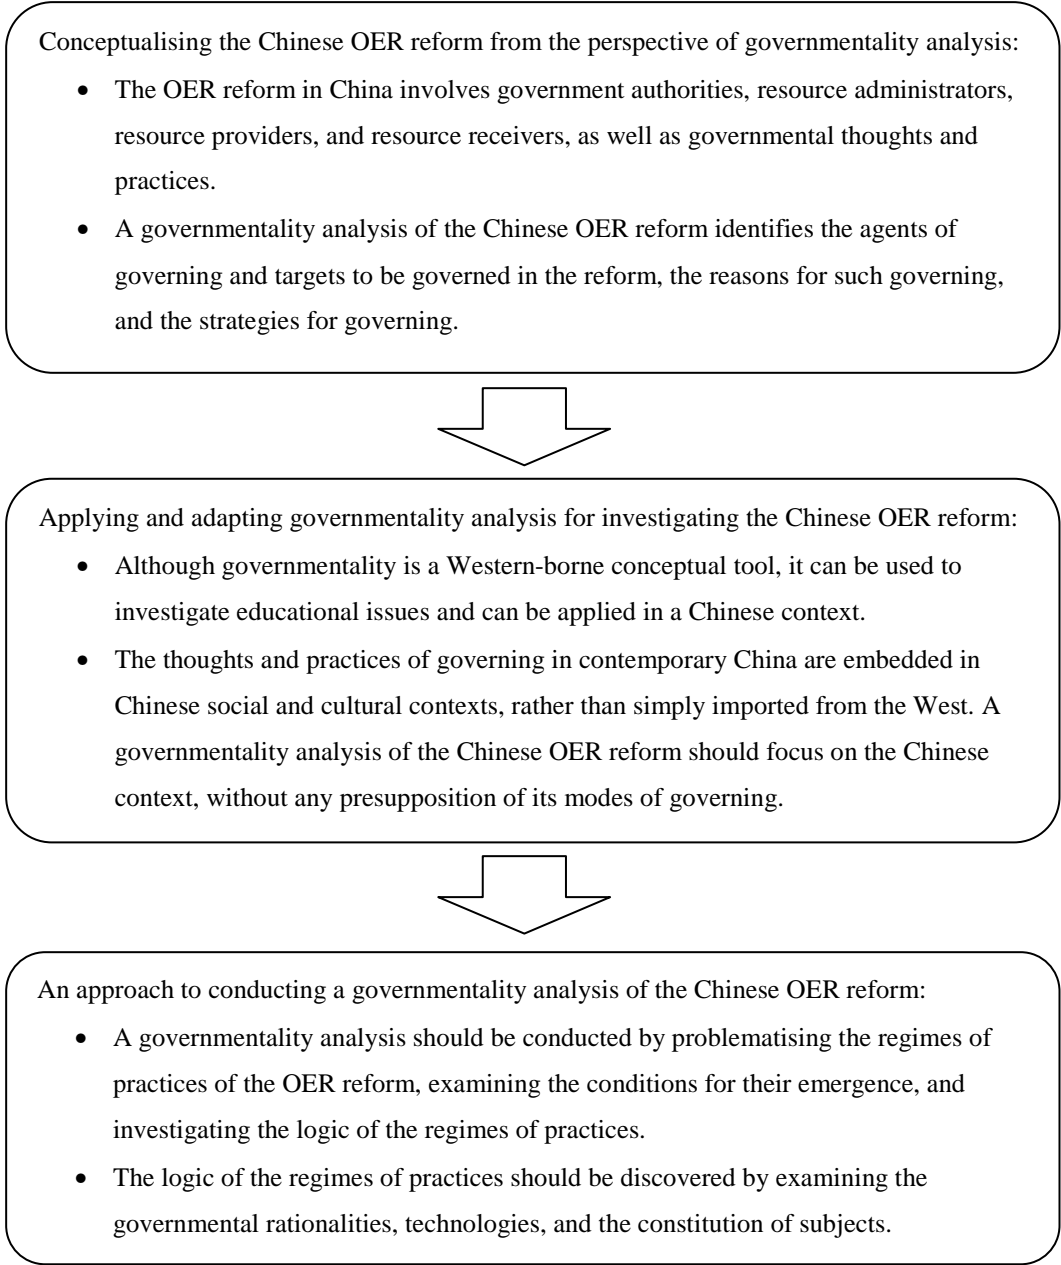 Conceptualising the Chinese OER reform from the perspective of governmentality analysis:
• The OER reform in China involves government authorities, resource administrators,
resource providers, and resource receivers, as well as governmental thoughts and
practices.
• A governmentality analysis of the Chinese OER reform identifies the agents of
governing and targets to be governed in the reform, the reasons for such governing,
and the strategies for governing.
Applying and adapting governmentality analysis for investigating the Chinese OER reform:
• Although governmentality is a Western-borne conceptual tool, it can be used to
investigate educational issues and can be applied in a Chinese context.
• The thoughts and practices of governing in contemporary China are embedded in
Chinese social and cultural contexts, rather than simply imported from the West. A
governmentality analysis of the Chinese OER reform should focus on the Chinese
context, without any presupposition of its modes of governing.
An approach to conducting a governmentality analysis of the Chinese OER reform:
• A governmentality analysis should be conducted by problematising the regimes of
practices of the OER reform, examining the conditions for their emergence, and
investigating the logic of the regimes of practices.
• The logic of the regimes of practices should be discovered by examining the
governmental rationalities, technologies, and the constitution of subjects.